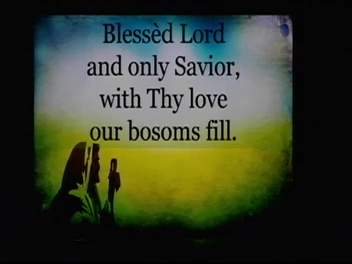 Blessèd Lord
and only Savior,
with Thy love
our bosoms fill.